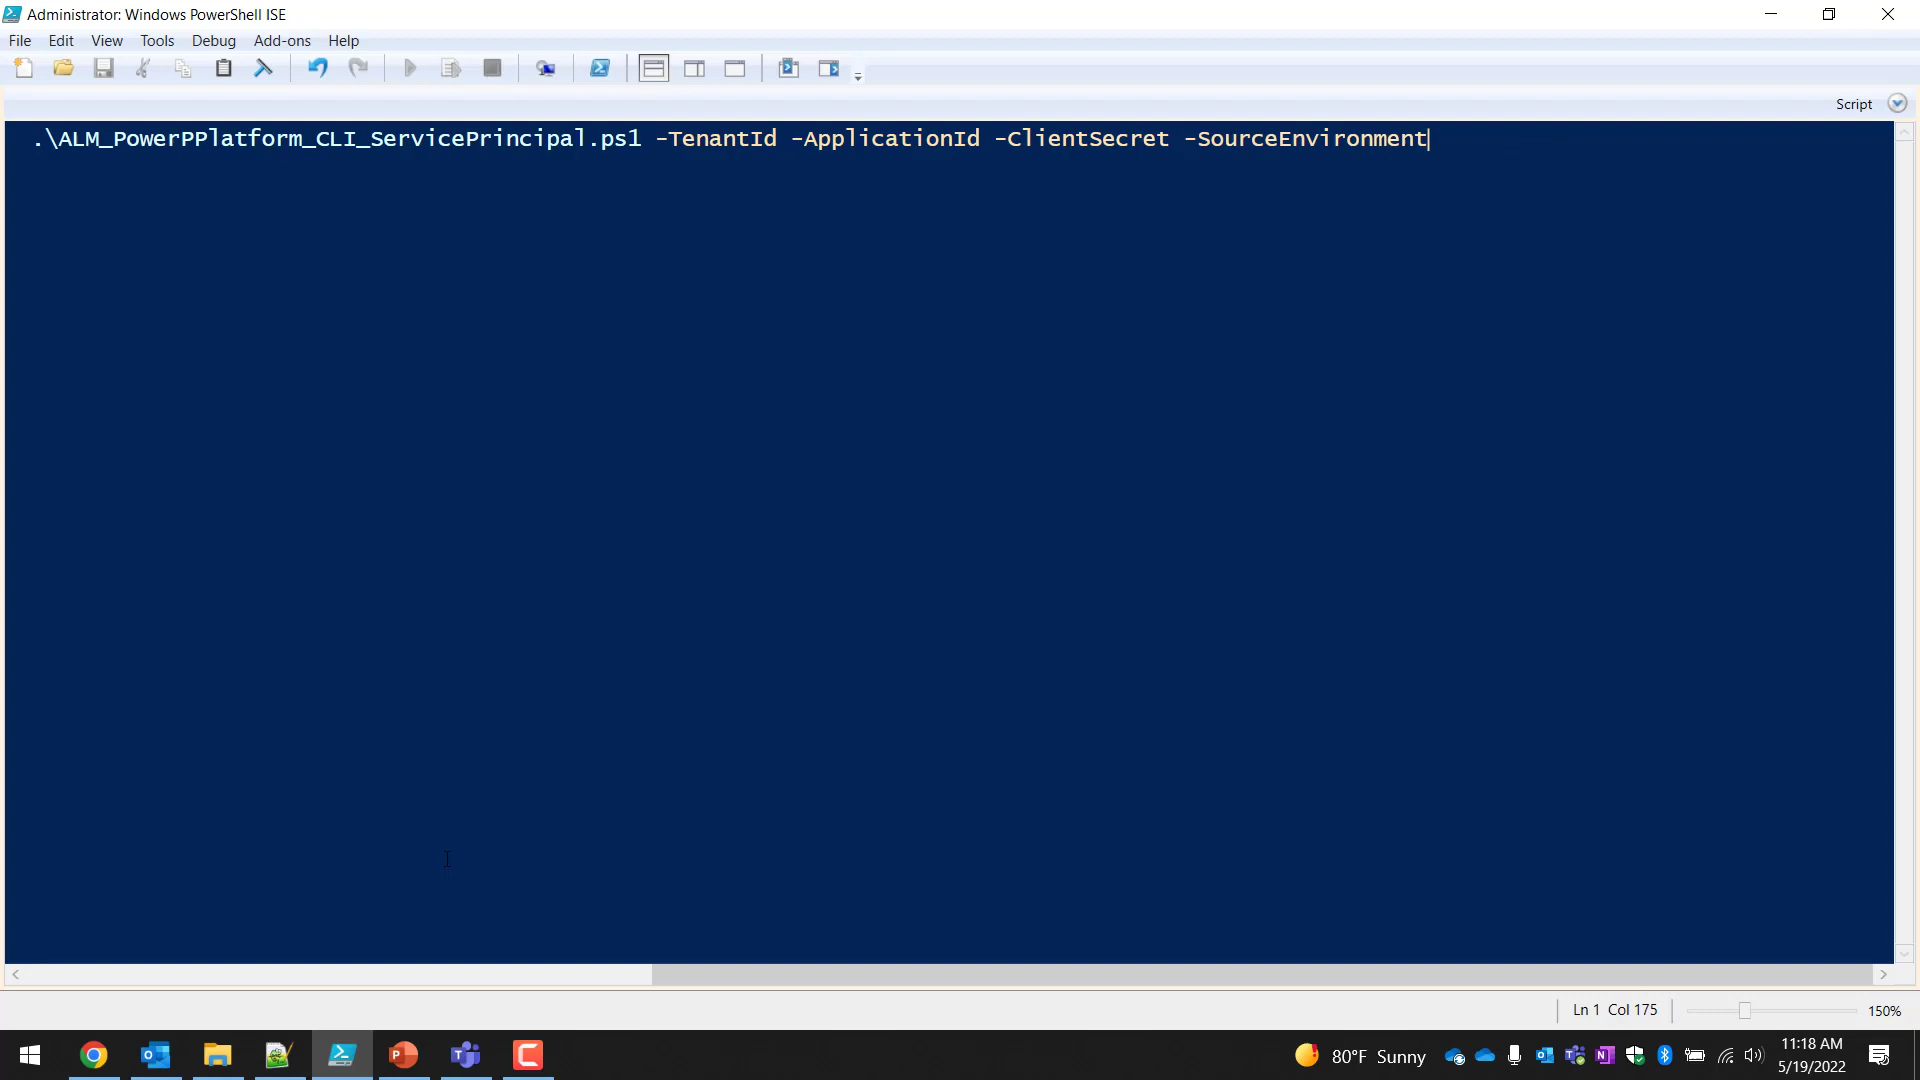 Administrator: Windows PowerShell ISE
File Edit View Tools Debug Add-ons Help
Script
.\ALM_PowerPPlatform_CLI_ServicePrincipal.ps1 -TenantId -ApplicationId -ClientSecret -SourceEnvironment
Ln 1 Col 175
150%
80°F Sunny
11:18 AM
5/19/2022